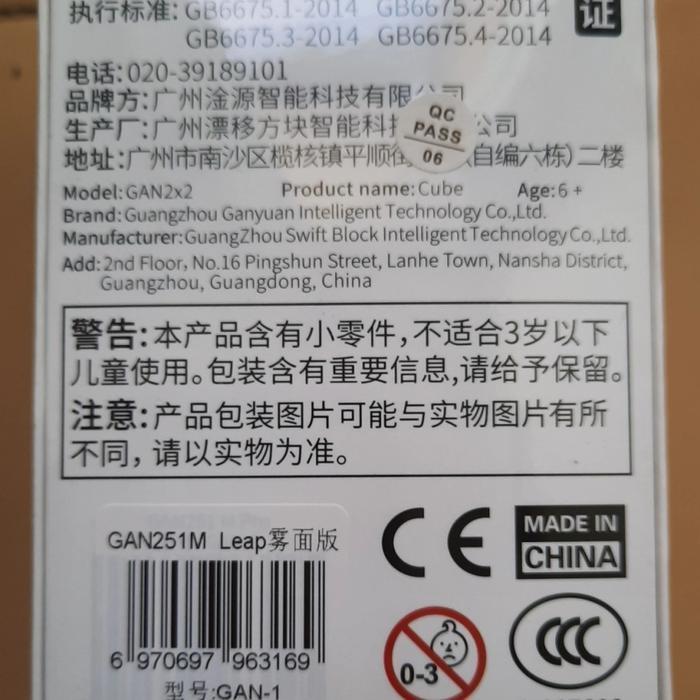 执行标准:GB6675.1-2014 GB6675.2-2014
GB6675.3-2014 GB6675.4-2014
证
电话:020-39189101
品牌方:广州淦源智能科技有限公司
生产厂:广州漂移方块智能科技 公司
QC
PASS
06
地址:广州市南沙区榄核镇平顺街 (自编六栋)二楼
Model:GAN2x2 Product name:Cube Age:6 +
Brand:Guangzhou Ganyuan Intelligent Technology Co.,Ltd.
Manufacturer:GuangZhou Swift Block Intelligent Technology Co.,Ltd.
Add:2nd Floor, No.16 Pingshun Street, Lanhe Town, Nansha District,
Guangzhou, Guangdong, China
警告:本产品含有小零件,不适合3岁以下
儿童使用。包装含有重要信息,请给予保留。
注意:产品包装图片可能与实物图片有所
不同,请以实物为准。
GAN251M Leap雾面版
6 970697 963169
型号:GAN-1
CE
MADE IN
CHINA
0-3
CCC